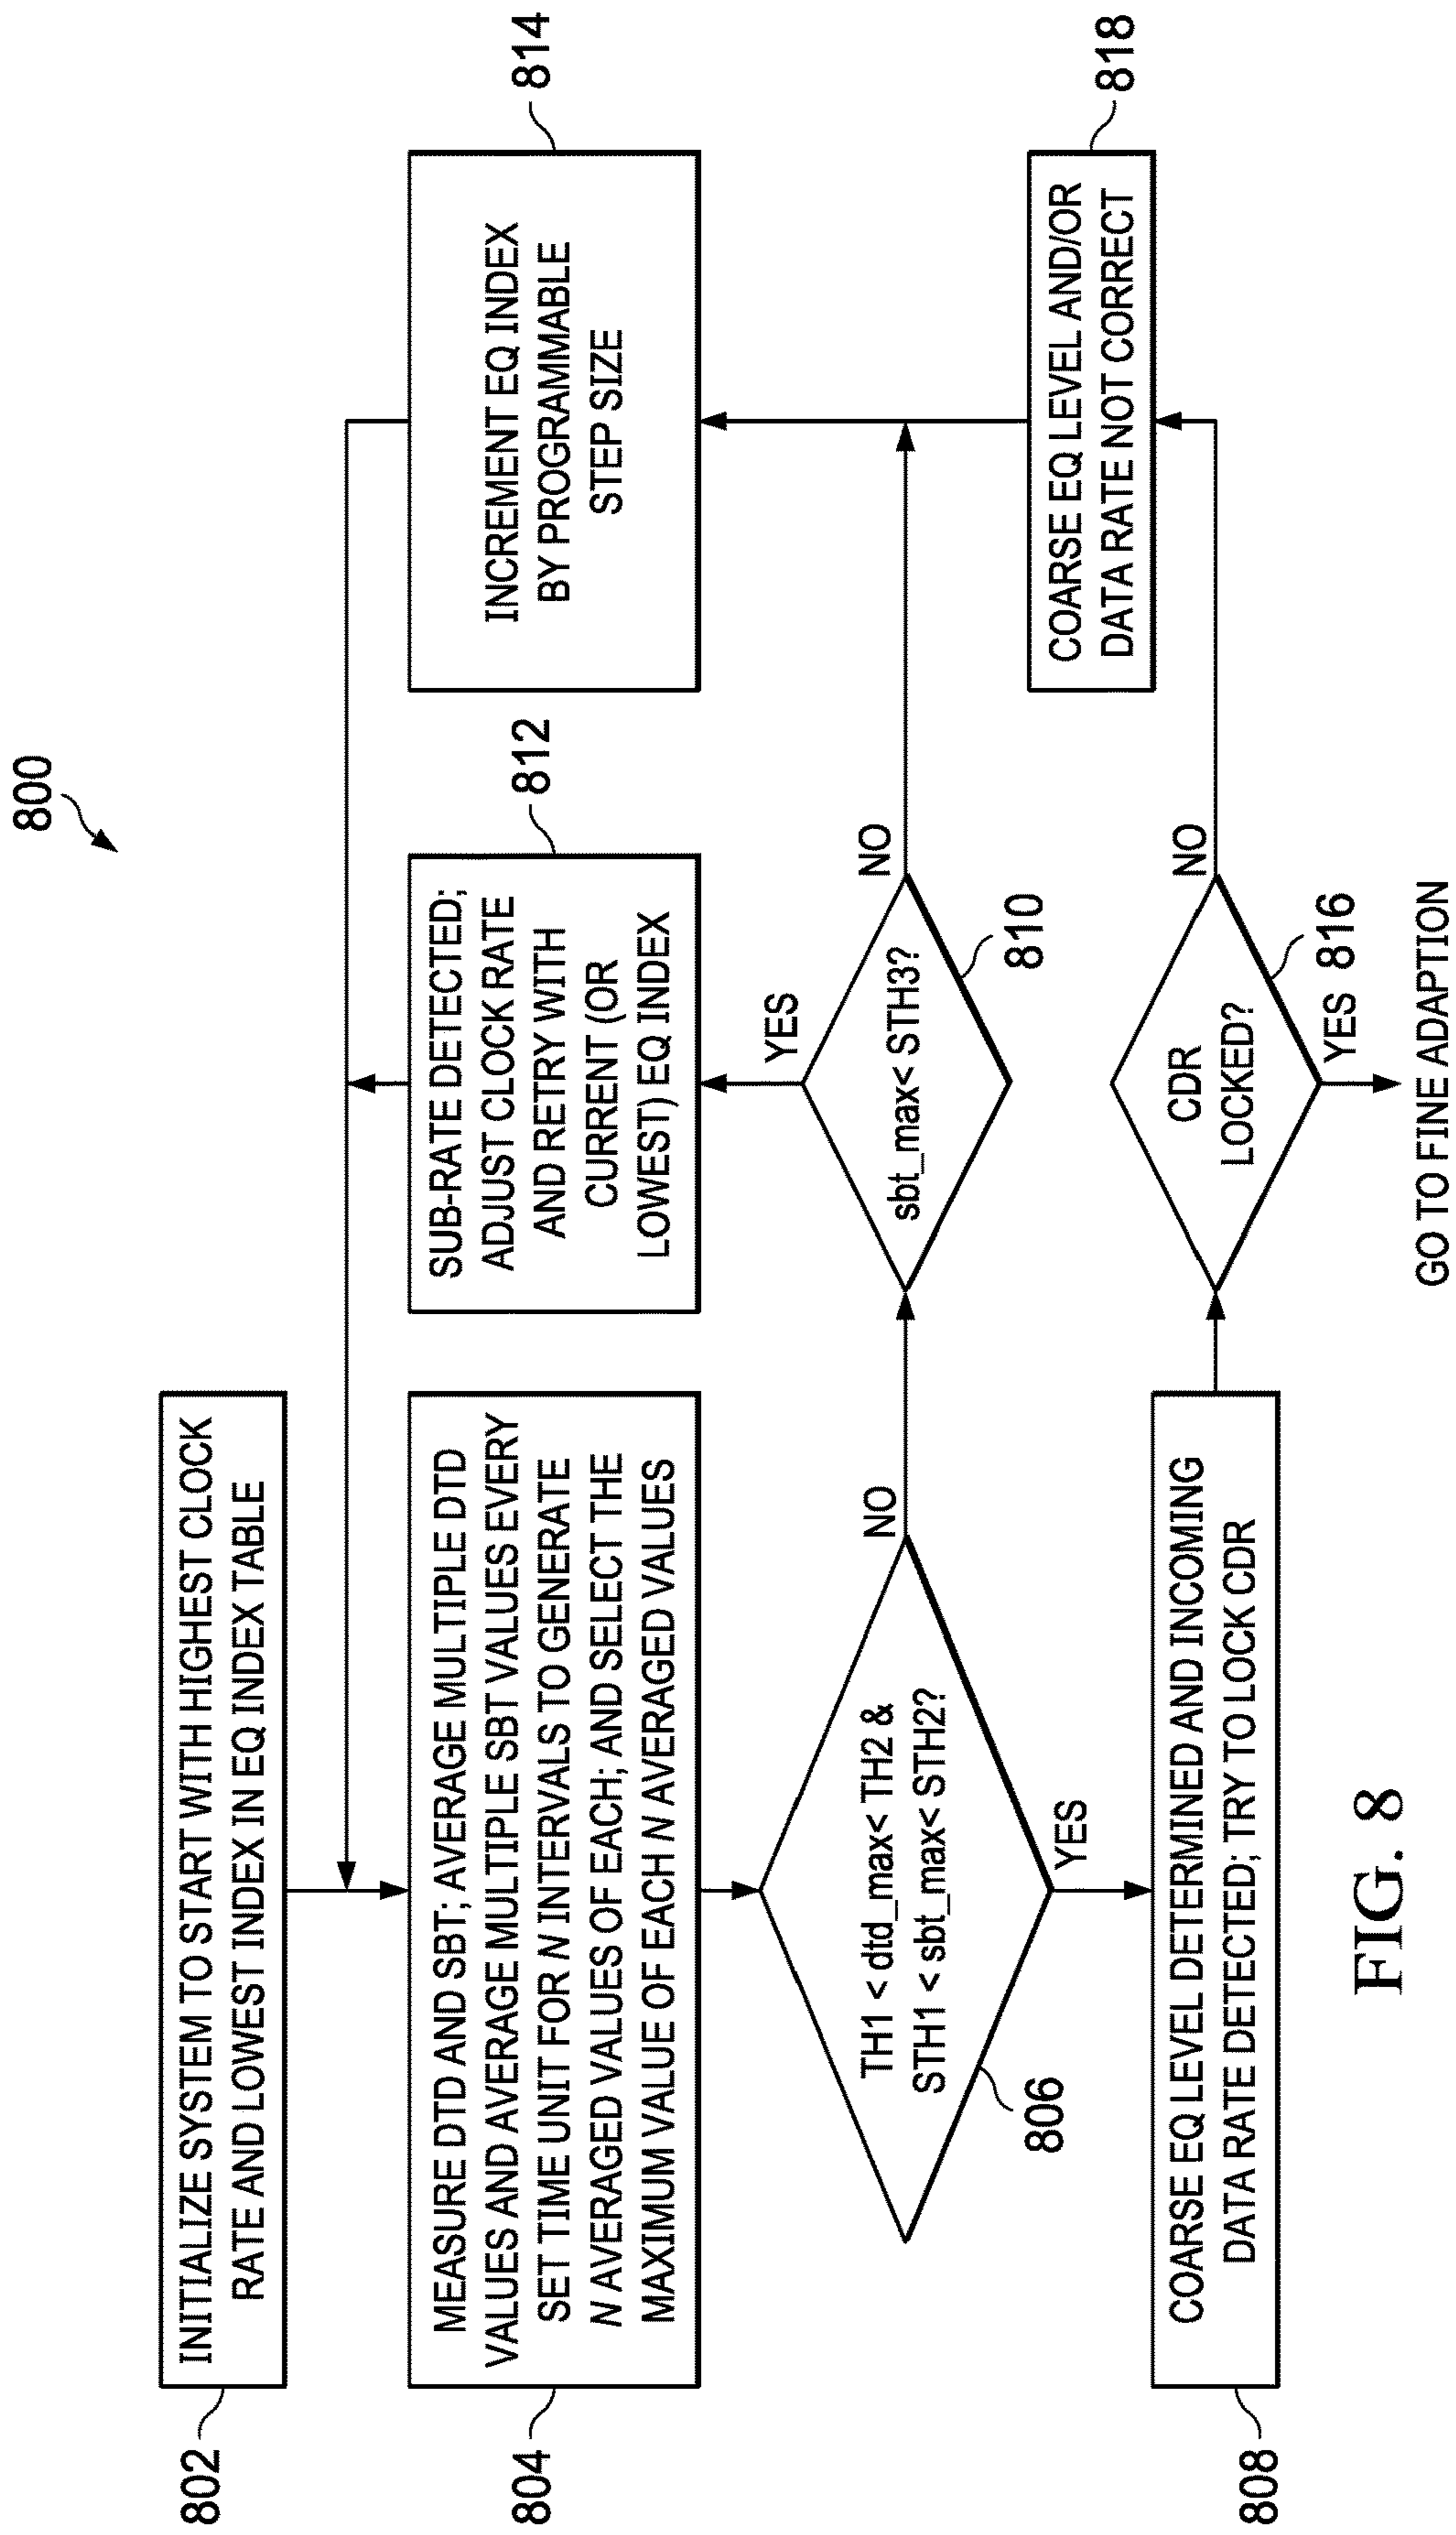 800
802
INITIALIZE SYSTEM TO START WITH HIGHEST CLOCK
RATE AND LOWEST INDEX IN EQ INDEX TABLE
804
MEASURE DTD AND SBT; AVERAGE MULTIPLE DTD
VALUES AND AVERAGE MULTIPLE SBT VALUES EVERY
SET TIME UNIT FOR N INTERVALS TO GENERATE
N AVERAGED VALUES OF EACH; AND SELECT THE
MAXIMUM VALUE OF EACH N AVERAGED VALUES
812
SUB-RATE DETECTED;
ADJUST CLOCK RATE
AND RETRY WITH
CURRENT (OR
LOWEST) EQ INDEX
814
INCREMENT EQ INDEX
BY PROGRAMMABLE
STEP SIZE
806
TH1 < dtd_max< TH2 &
STH1 < sbt_max< STH2?
NO
YES
810
sbt_max< STH3?
YES
NO
808
COARSE EQ LEVEL DETERMINED AND INCOMING
DATA RATE DETECTED; TRY TO LOCK CDR
816
CDR
LOCKED?
NO
YES
818
COARSE EQ LEVEL AND/OR
DATA RATE NOT CORRECT
GO TO FINE ADAPTION
FIG. 8